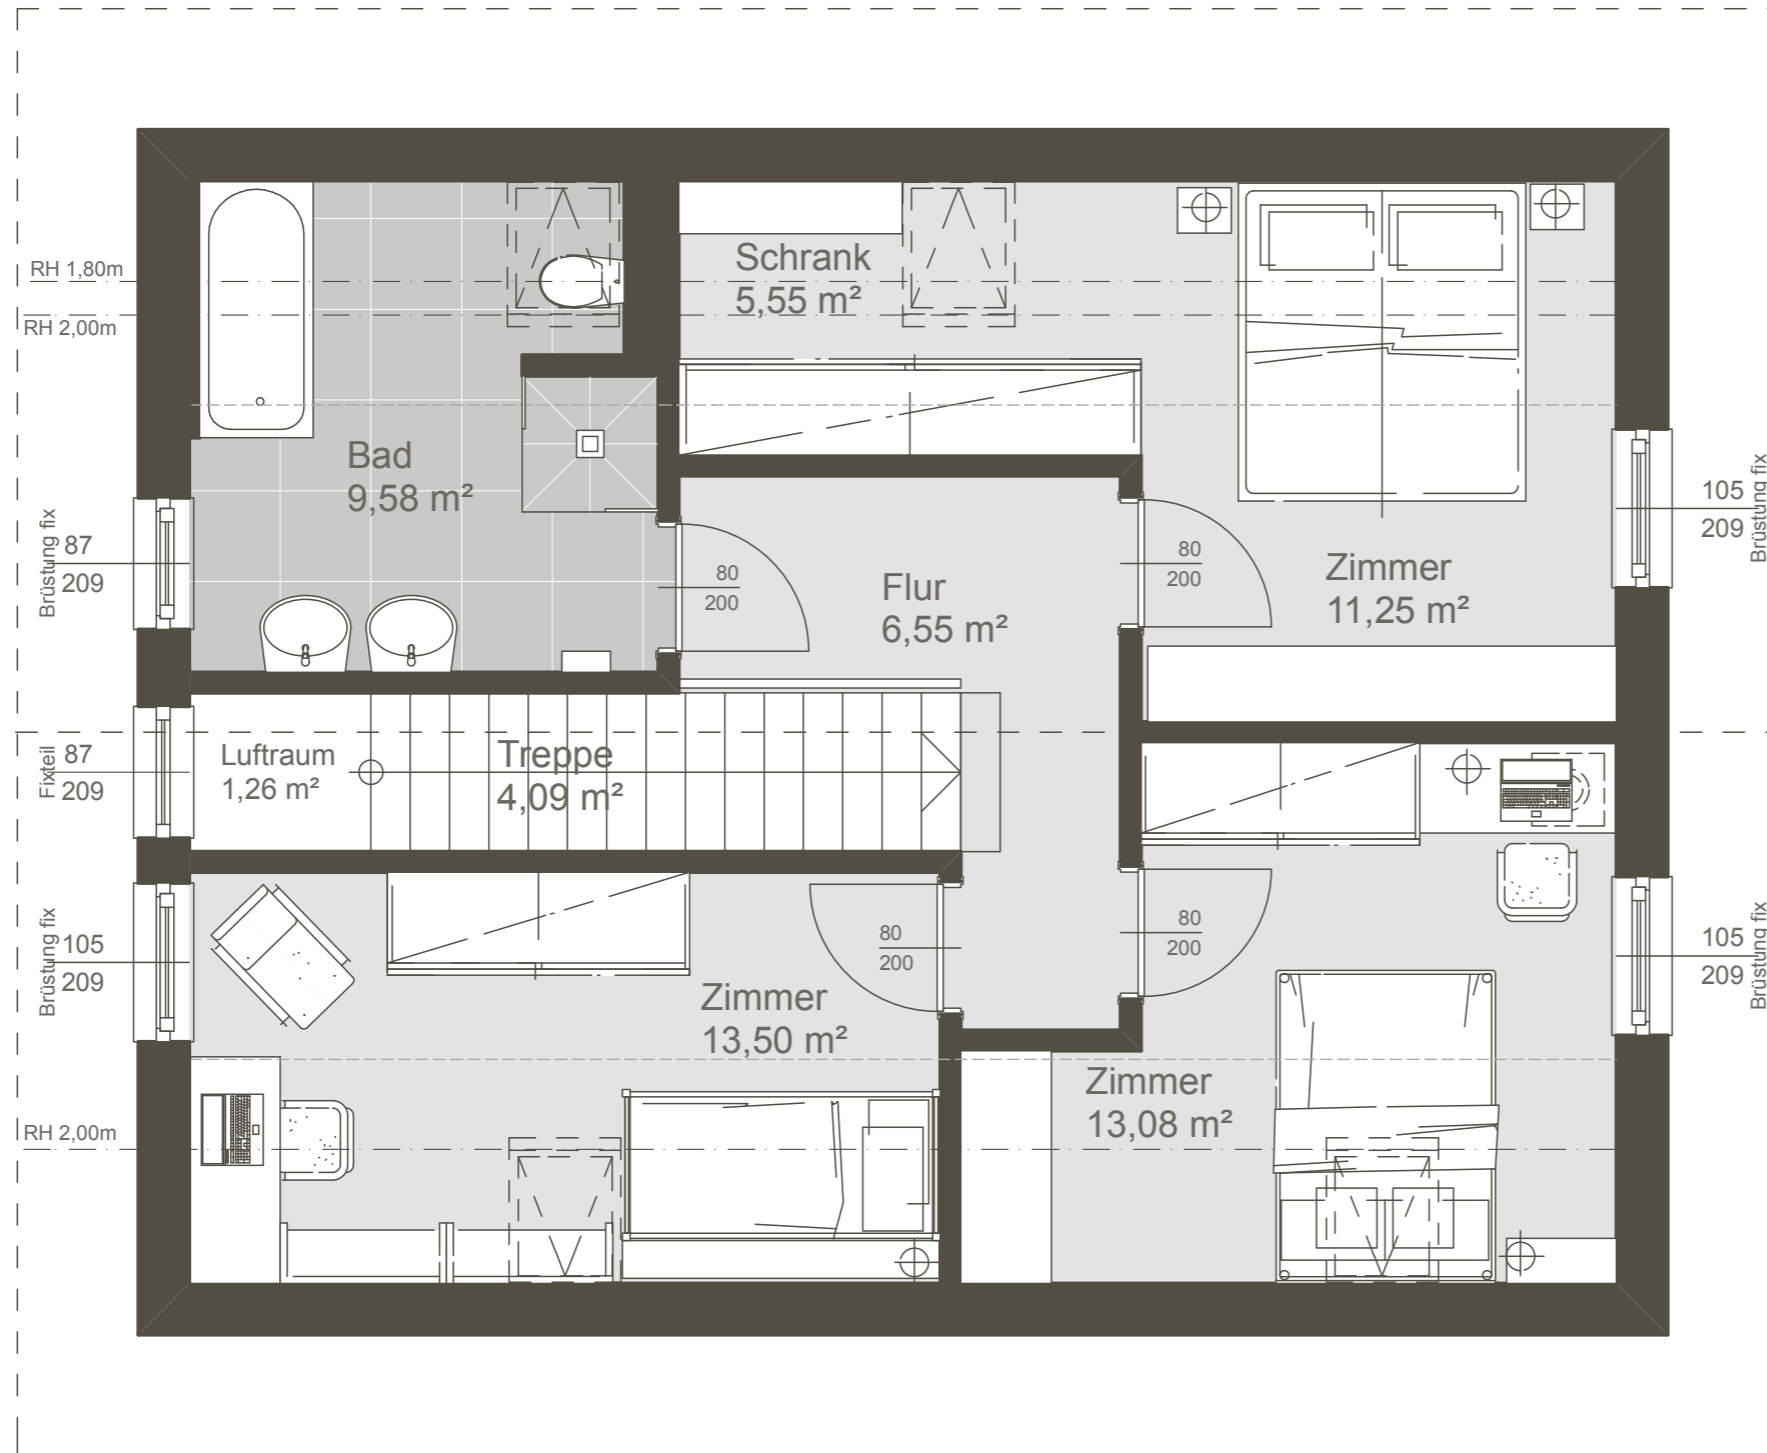 RH 1,80m
RH 2,00m
Schrank
5,55 m²
Bad
9,58 m²
Brüstung fix
87
209
80
200
Flur
6,55 m²
80
200
Zimmer
11,25 m²
105
209
Brüstung fix
Fixteil
87
209
Luftraum
1,26 m²
Treppe
4,09 m²
Brüstung fix
105
209
80
200
Zimmer
13,50 m²
80
200
105
209
Brüstung fix
Zimmer
13,08 m²
RH 2,00m